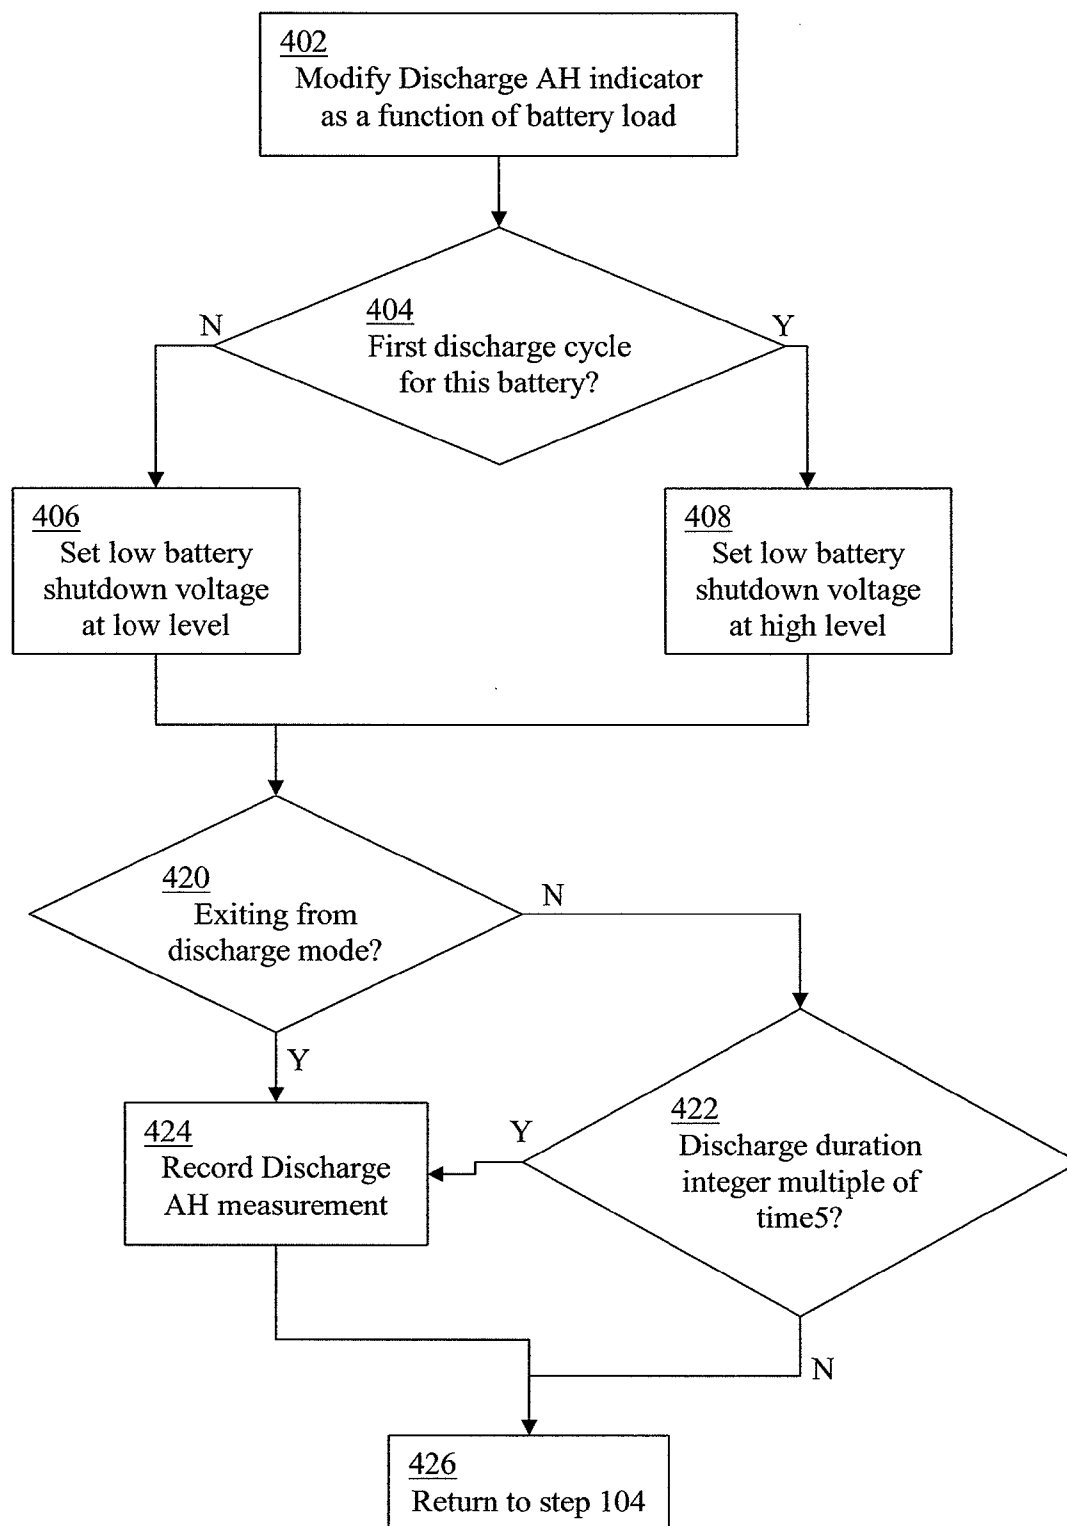 402
Modify Discharge AH indicator
as a function of battery load
404
First discharge cycle
for this battery?
N
Y
406
Set low battery
shutdown voltage
at low level
408
Set low battery
shutdown voltage
at high level
420
Exiting from
discharge mode?
N
Y
422
Discharge duration
integer multiple of
time5?
Y
N
424
Record Discharge
AH measurement
426
Return to step 104